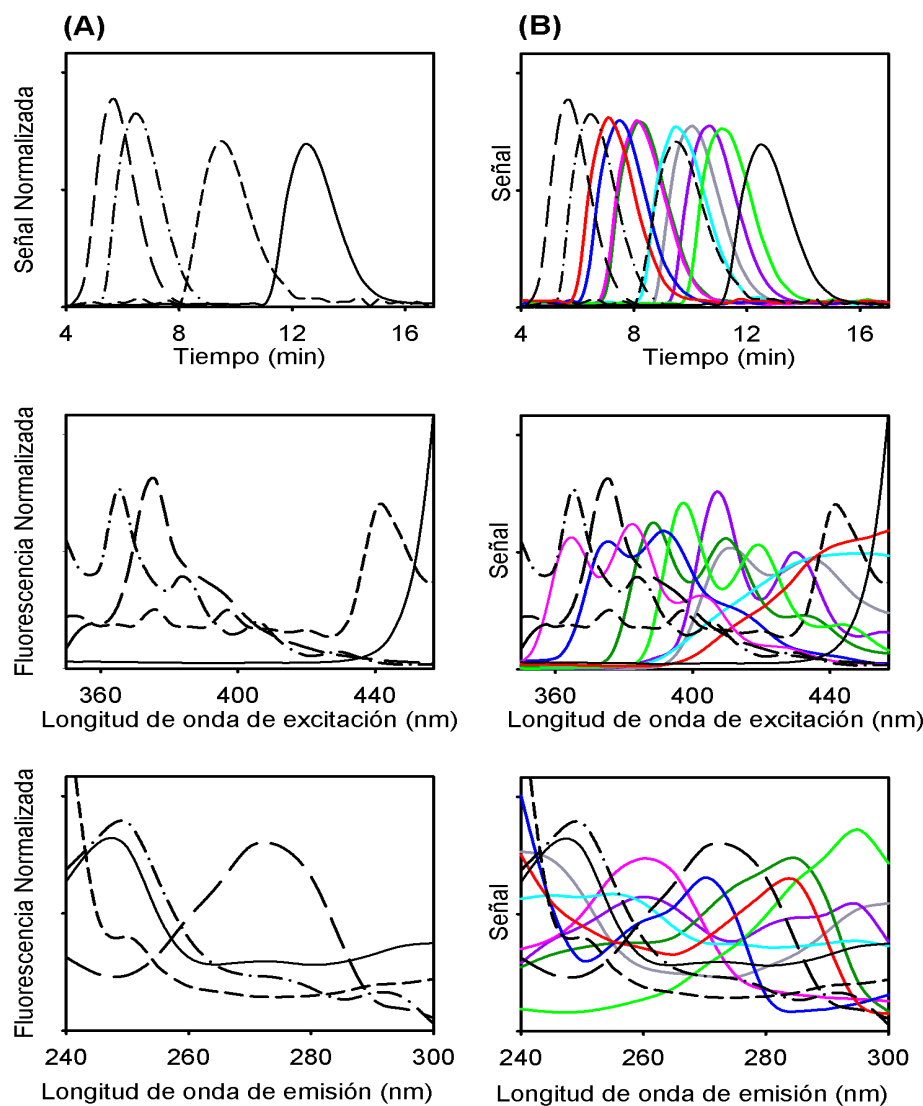 (A)
(B)
Señal Normalizada
Señal
4 8 12 16
4 8 12 16
Tiempo (min)
Tiempo (min)
Fluorescencia Normalizada
Señal
360 400 440
360 400 440
Longitud de onda de excitación (nm)
Longitud de onda de excitación (nm)
Fluorescencia Normalizada
Señal
240 260 280 300
240 260 280 300
Longitud de onda de emisión (nm)
Longitud de onda de emisión (nm)